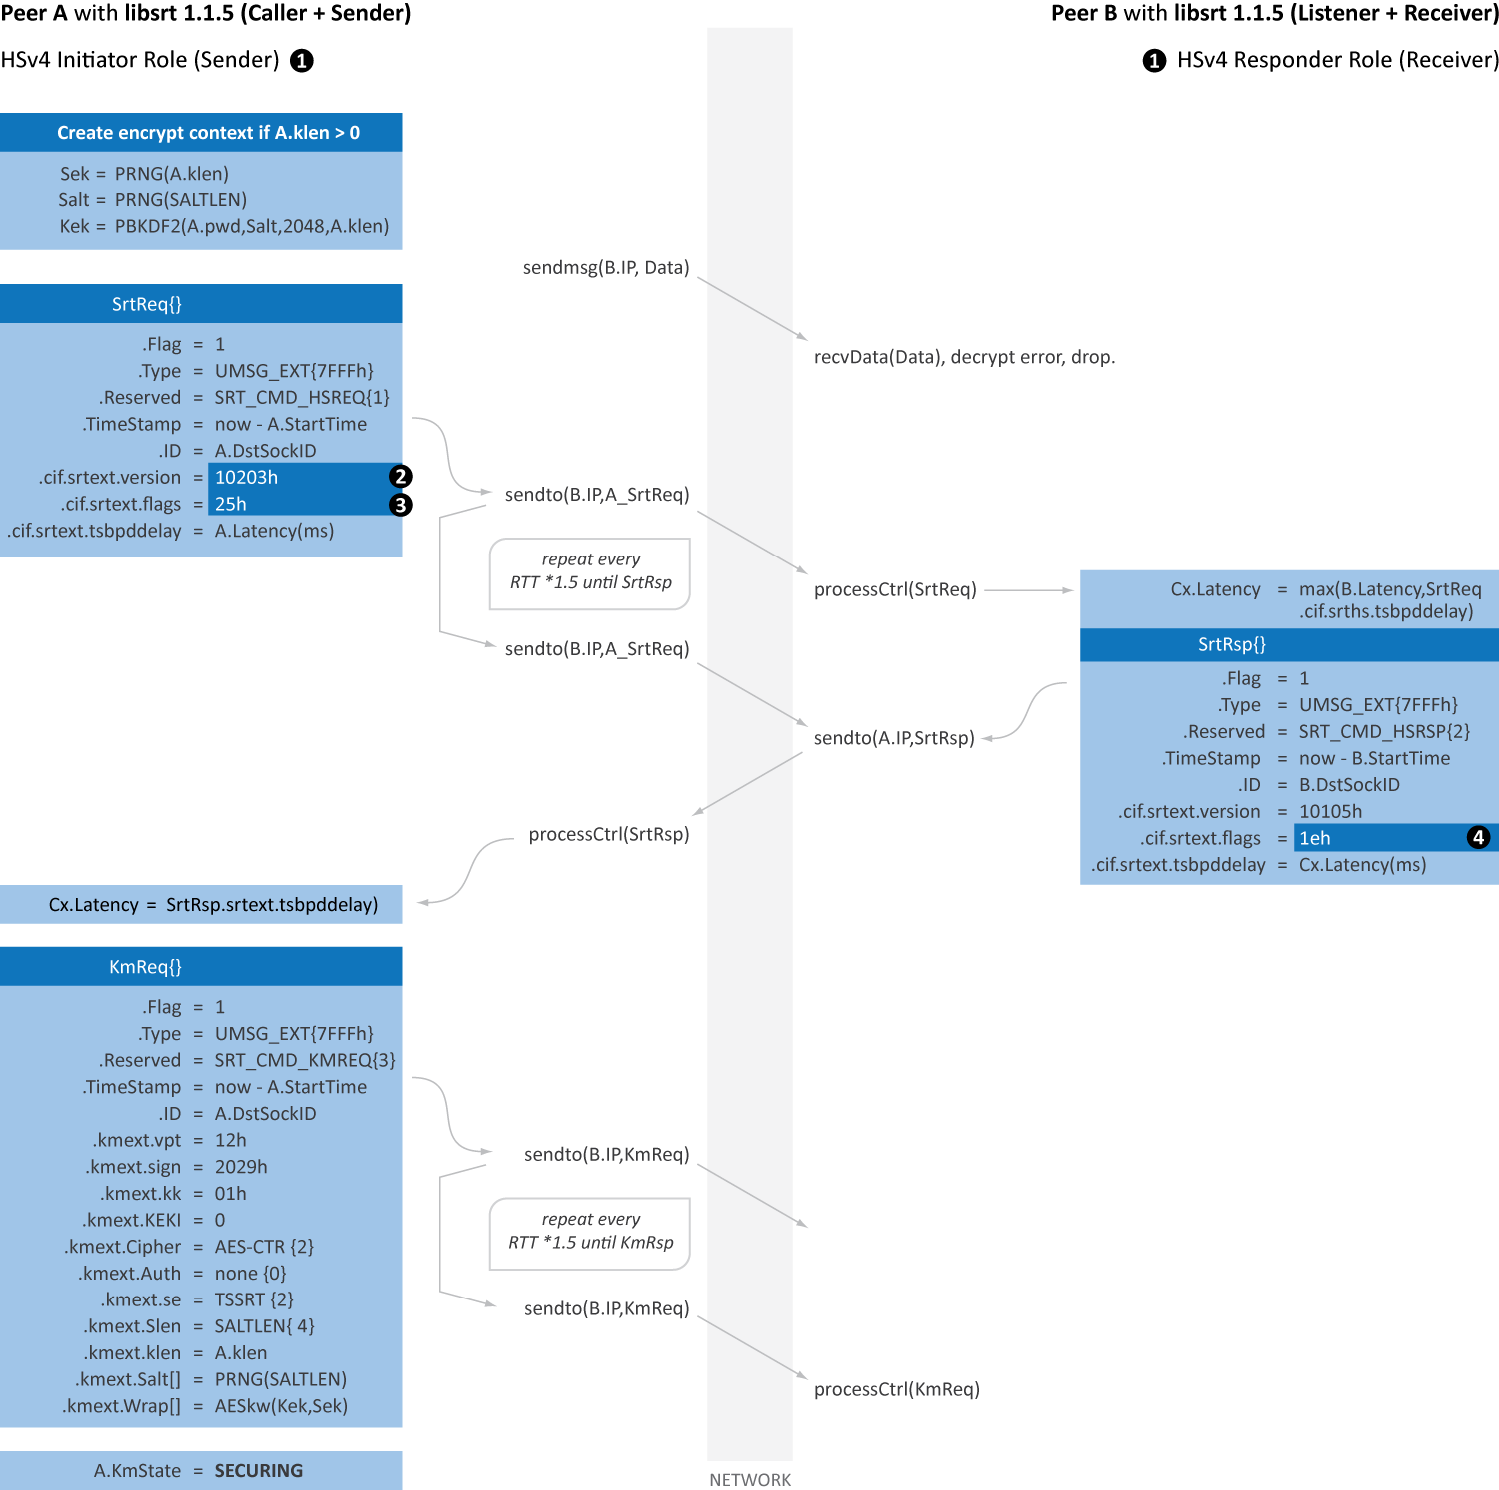 Peer A with libsrt 1.1.5 (Caller + Sender)
Peer B with libsrt 1.1.5 (Listener + Receiver)
HSv4 Initiator Role (Sender) 1
1 HSv4 Responder Role (Receiver)
Create encrypt context if A.klen > 0
Sek = PRNG(A.klen)
Salt = PRNG(SALTLEN)
Kek = PBKDF2(A.pwd,Salt,2048,A.klen)
sendmsg(B.IP, Data)
recvData(Data), decrypt error, drop.
SrtReq{}
.Flag = 1
.Type = UMSG_EXT{7FFFh}
.Reserved = SRT_CMD_HSREQ{1}
.TimeStamp = now - A.StartTime
.ID = A.DstSockID
.cif.srtext.version = 10203h 2
.cif.srtext.flags = 25h 3
.cif.srtext.tsbpddelay = A.Latency(ms)
sendto(B.IP,A_SrtReq)
repeat every
RTT *1.5 until SrtRsp
sendto(B.IP,A_SrtReq)
processCtrl(SrtReq)
Cx.Latency = max(B.Latency,SrtReq
.cif.srths.tsbpddelay)
SrtRsp{}
.Flag = 1
.Type = UMSG_EXT{7FFFh}
.Reserved = SRT_CMD_HSRSP{2}
.TimeStamp = now - B.StartTime
.ID = B.DstSockID
.cif.srtext.version = 10105h
.cif.srtext.flags = 1eh 4
.cif.srtext.tsbpddelay = Cx.Latency(ms)
sendto(A.IP,SrtRsp)
processCtrl(SrtRsp)
Cx.Latency = SrtRsp.srtext.tsbpddelay)
KmReq{}
.Flag = 1
.Type = UMSG_EXT{7FFFh}
.Reserved = SRT_CMD_KMREQ{3}
.TimeStamp = now - A.StartTime
.ID = A.DstSockID
.kmext.vpt = 12h
.kmext.sign = 2029h
.kmext.kk = 01h
.kmext.KEKI = 0
.kmext.Cipher = AES-CTR {2}
.kmext.Auth = none {0}
.kmext.se = TSSRT {2}
.kmext.Slen = SALTLEN{ 4}
.kmext.klen = A.klen
.kmext.Salt[] = PRNG(SALTLEN)
.kmext.Wrap[] = AESkw(Kek,Sek)
sendto(B.IP,KmReq)
repeat every
RTT *1.5 until KmRsp
sendto(B.IP,KmReq)
processCtrl(KmReq)
A.KmState = SECURING
NETWORK